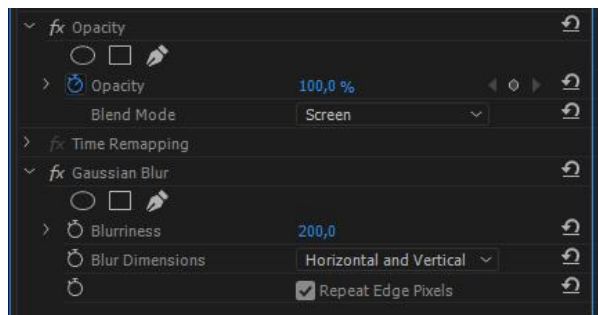 fx Opacity
Opacity 100,0 %
Blend Mode Screen
fx Time Remapping
fx Gaussian Blur
Blurriness 200,0
Blur Dimensions Horizontal and Vertical
Repeat Edge Pixels